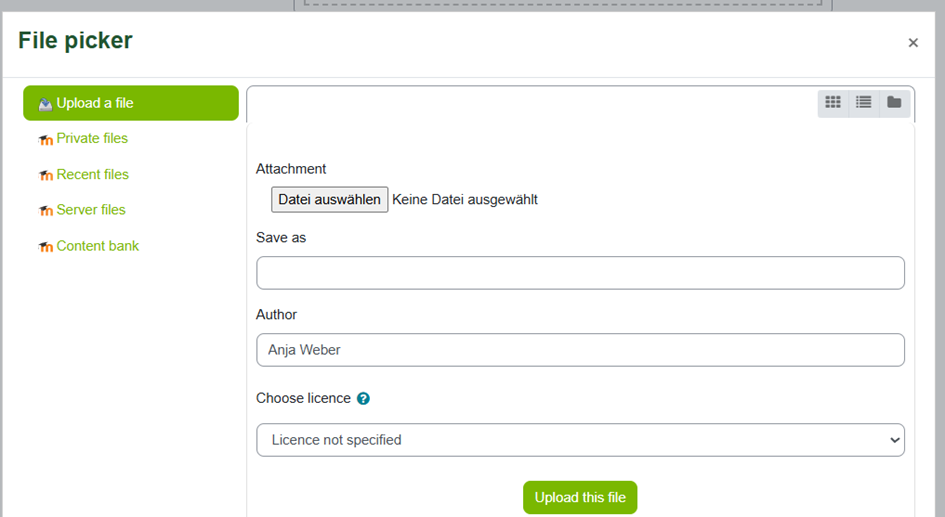 File picker
×
Upload a file
Private files
Recent files
Server files
Content bank
Attachment
Datei auswählen Keine Datei ausgewählt
Save as
Author
Anja Weber
Choose licence ?
Licence not specified
Upload this file